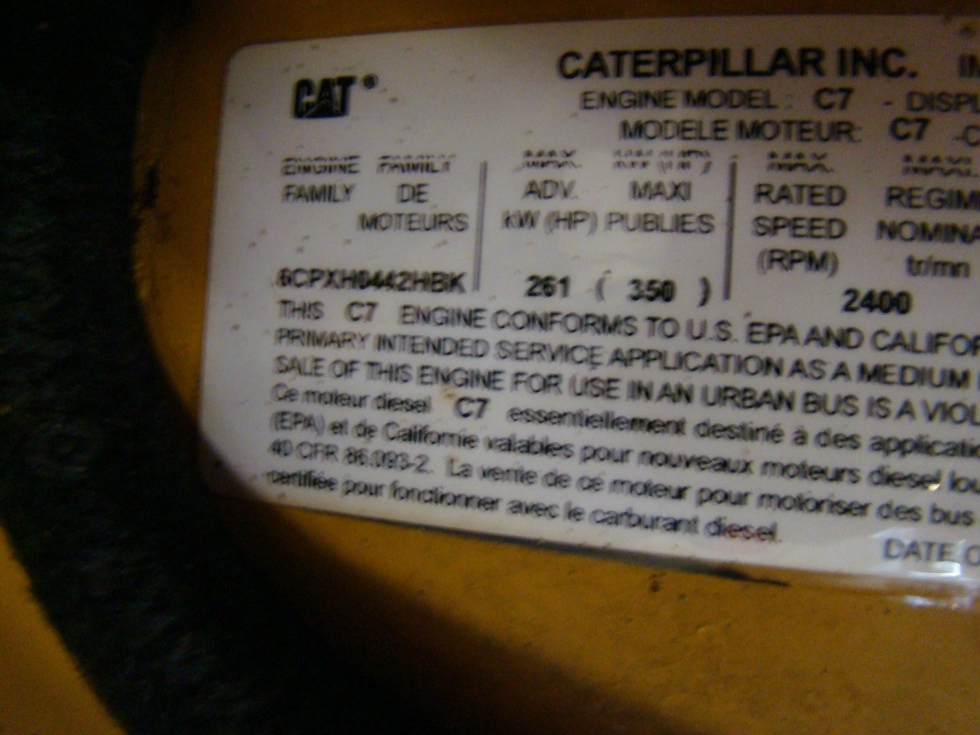 CAT®
CATERPILLAR INC.
ENGINE MODEL : C7 - DISPL
MODELE MOTEUR: C7
ENGINE FAMILY MAX. MAX.
FAMILY DE ADV. MAXI RATED REGIM
MOTEURS kW (HP) PUBLIES SPEED NOMINA
(RPM) tr/mn
6CPXH0442HBK 261 ( 350 ) 2400
THIS C7 ENGINE CONFORMS TO U.S. EPA AND CALIFOR
PRIMARY INTENDED SERVICE APPLICATION AS A MEDIUM
SALE OF THIS ENGINE FOR USE IN AN URBAN BUS IS A VIO
Ce moteur diesel C7 essentiellement destiné à des applicati
(EPA) et de Californie valables pour nouveaux moteurs diesel lou
40 CFR 86.093-2. La vente de ce moteur pour motoriser des bus
certifiée pour fonctionner avec le carburant diesel.
DATE O